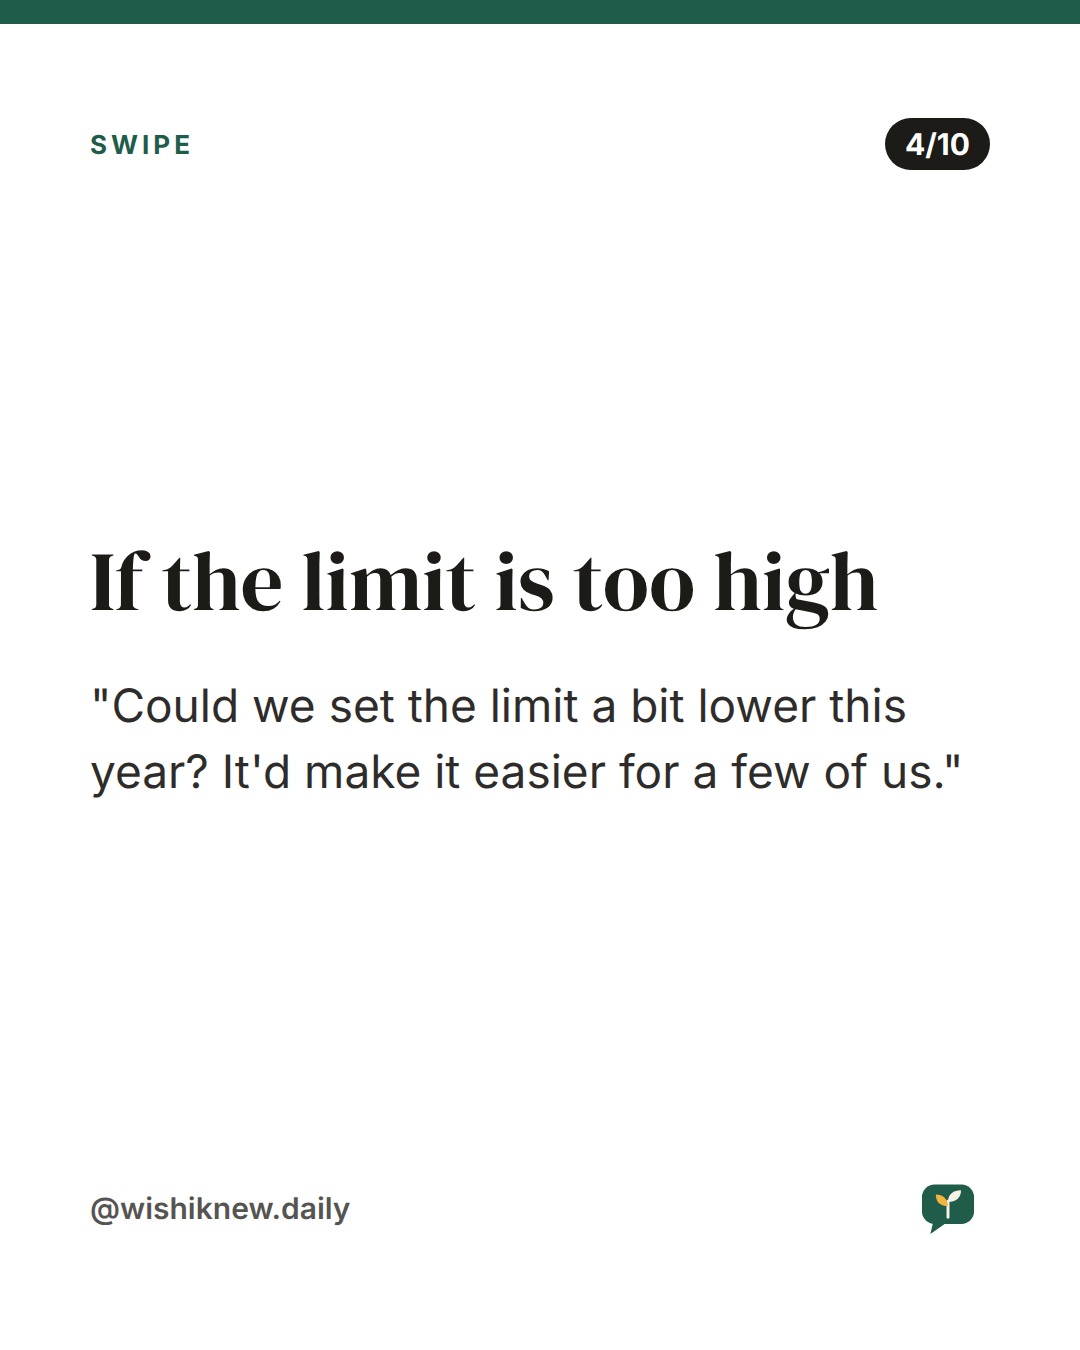 SWIPE
4/10
If the limit is too high
"Could we set the limit a bit lower this
year? It'd make it easier for a few of us."
@wishiknew.daily